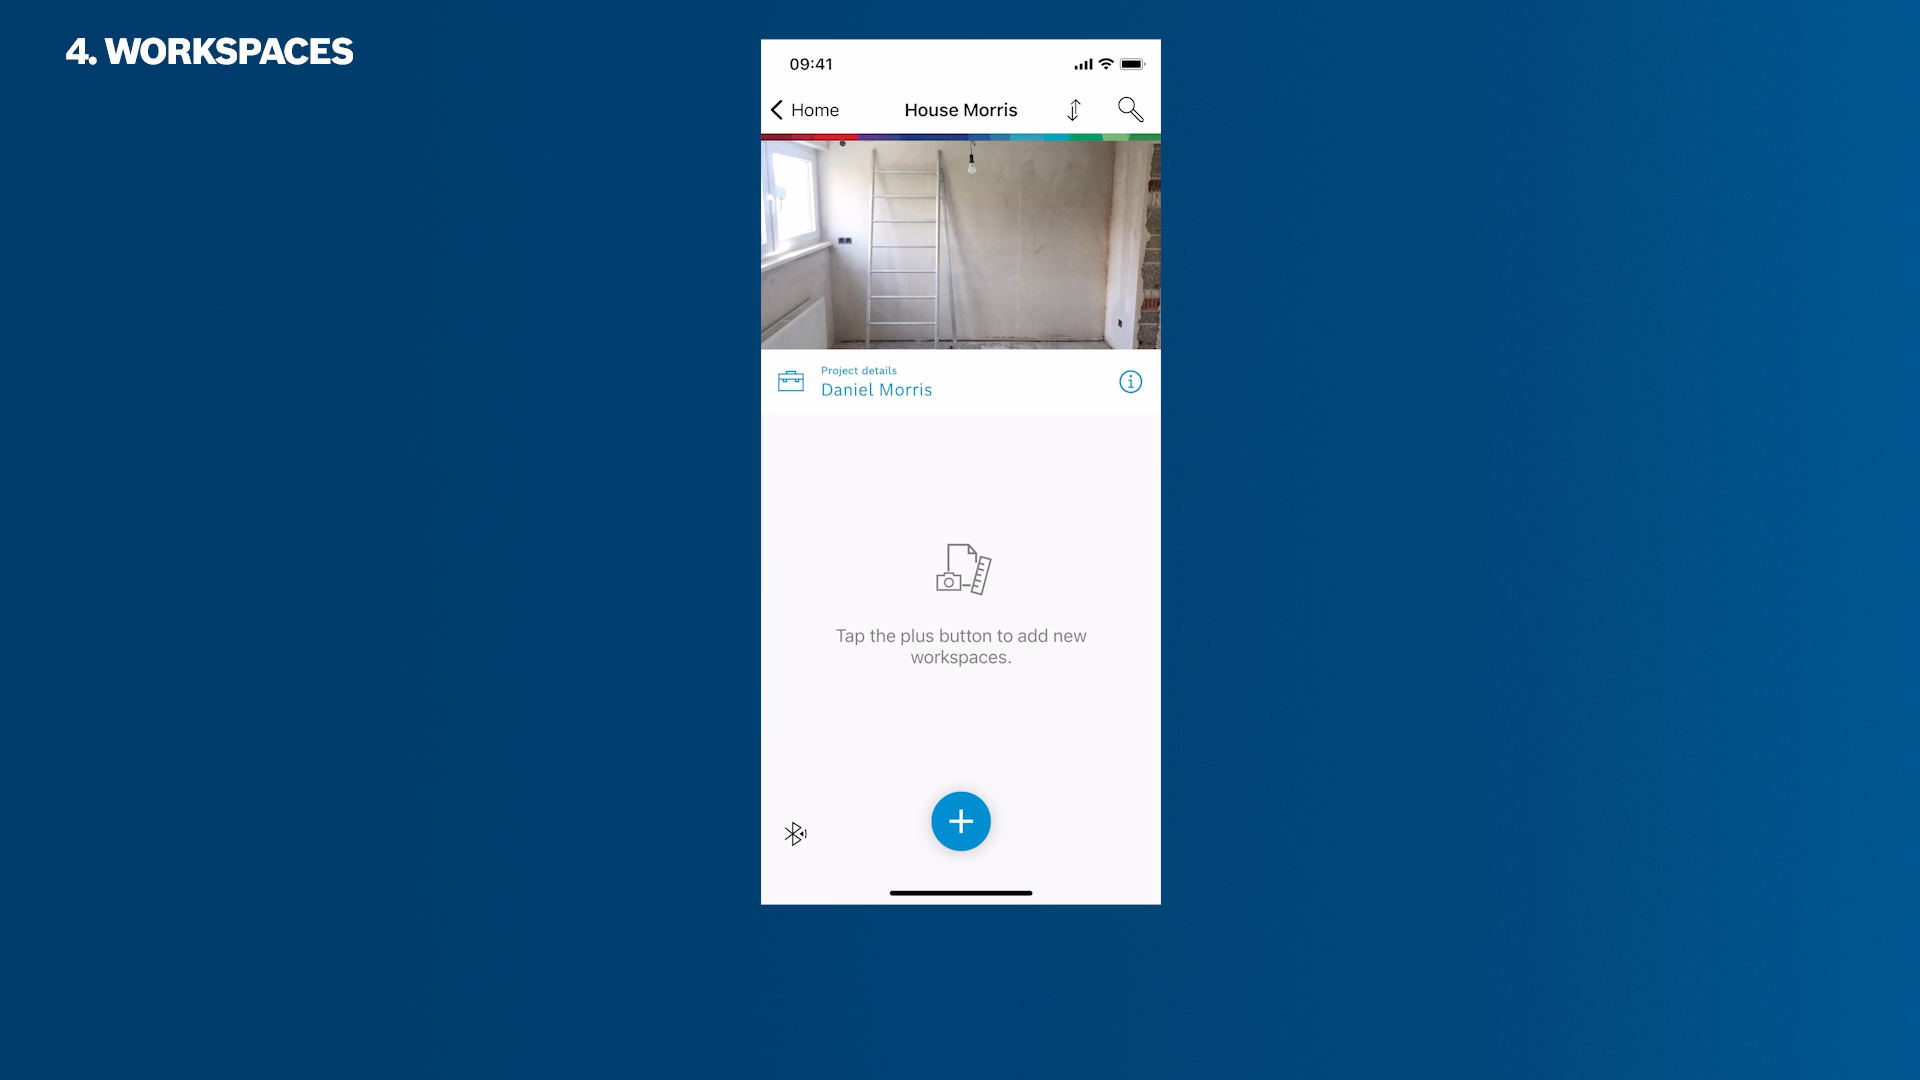 4. WORKSPACES
09:41
Home
House Morris
Project details
Daniel Morris
Tap the plus button to add new
workspaces.